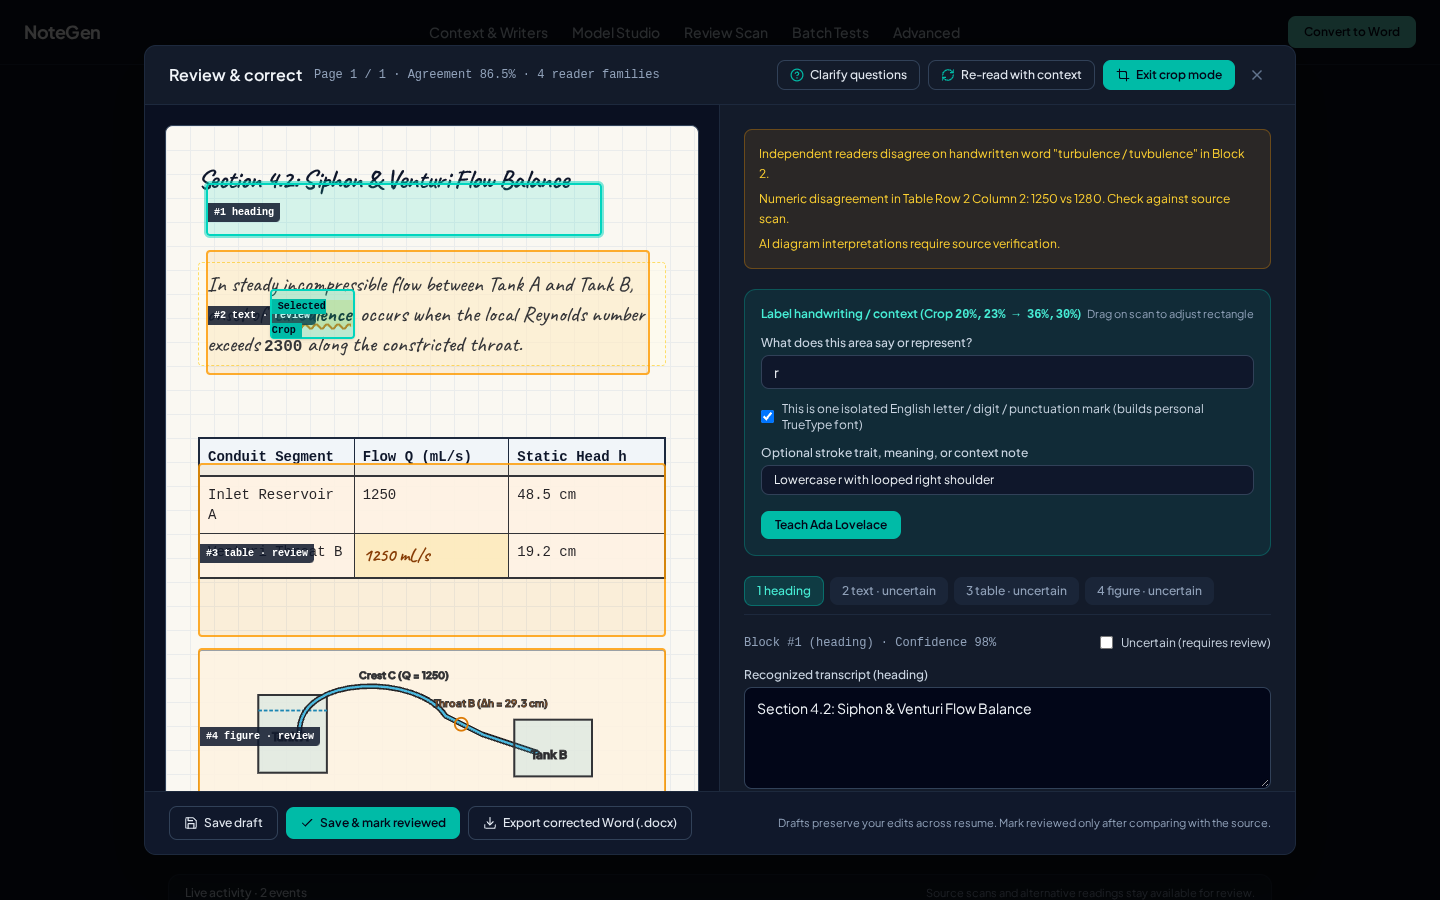 NoteGen
Context & Writers
Model Studio
Review Scan
Batch Tests
Advanced
Convert to Word
Review & correct
Page 1 / 1 · Agreement 86.5% · 4 reader families
Clarify questions
Re-read with context
Exit crop mode
Section 4.2: Siphon & Venturi Flow Balance
#1 heading
In steady incompressible flow between Tank A and Tank B,
#2 text · review
Selected
Crop
lence occurs when the local Reynolds number
exceeds 2300 along the constricted throat.
Conduit Segment Flow Q (mL/s) Static Head h
Inlet Reservoir 1250 48.5 cm
A
#3 table · review
at B 1250 mL/s 19.2 cm
Crest C (Q = 1250)
Throat B (Δh = 29.3 cm)
#4 figure · review
Tank B
Independent readers disagree on handwritten word "turbulence / tuvbulence" in Block
2.
Numeric disagreement in Table Row 2 Column 2: 1250 vs 1280. Check against source
scan.
AI diagram interpretations require source verification.
Label handwriting / context (Crop 20%, 23% → 36%, 30%) Drag on scan to adjust rectangle
What does this area say or represent?
r
This is one isolated English letter / digit / punctuation mark (builds personal
TrueType font)
Optional stroke trait, meaning, or context note
Lowercase r with looped right shoulder
Teach Ada Lovelace
1 heading
2 text · uncertain
3 table · uncertain
4 figure · uncertain
Block #1 (heading) · Confidence 98%
Uncertain (requires review)
Recognized transcript (heading)
Section 4.2: Siphon & Venturi Flow Balance
Save draft
Save & mark reviewed
Export corrected Word (.docx)
Drafts preserve your edits across resume. Mark reviewed only after comparing with the source.
Live activity · 2 events
Source scans and alternative readings stay available for review.